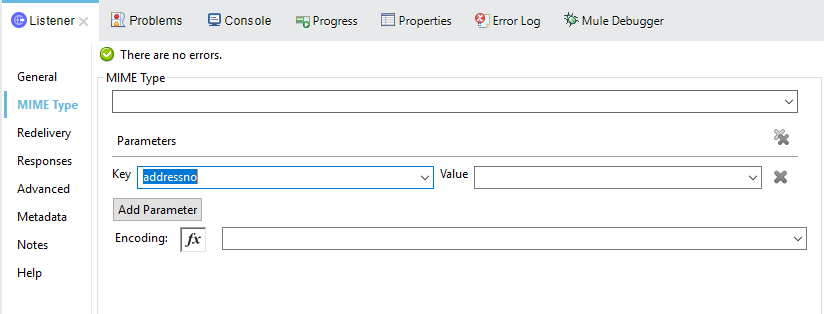 Listener Problems Console Progress Properties Error Log Mule Debugger
There are no errors.
General
MIME Type
Redelivery
Responses
Advanced
Metadata
Notes
Help
MIME Type
Parameters
Key addressno Value
Add Parameter
Encoding: fx